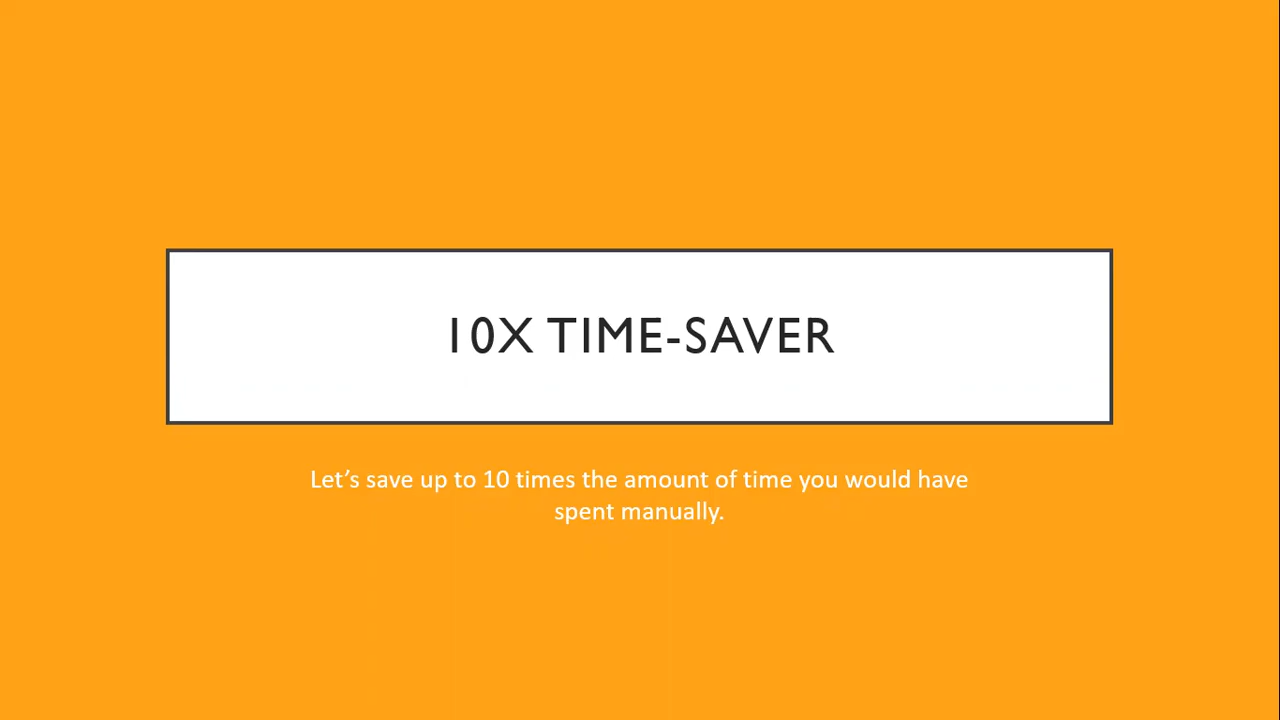 10X TIME-SAVER
Let’s save up to 10 times the amount of time you would have
spent manually.